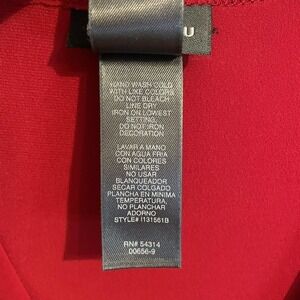 U
HAND WASH COLD
WITH LIKE COLORS
DO NOT BLEACH
LINE DRY
IRON ON LOWEST
SETTING,
DO NOT IRON
DECORATION
LAVAR A MANO
CON AGUA FRIA
CON COLORES
SIMILARES
NO USAR
BLANQUEADOR
SECAR COLGADO
PLANCHA EN MINIMA
TEMPERATURA,
NO PLANCHAR
ADORNO
STYLE# I131561B
RN# 54314
00656-9